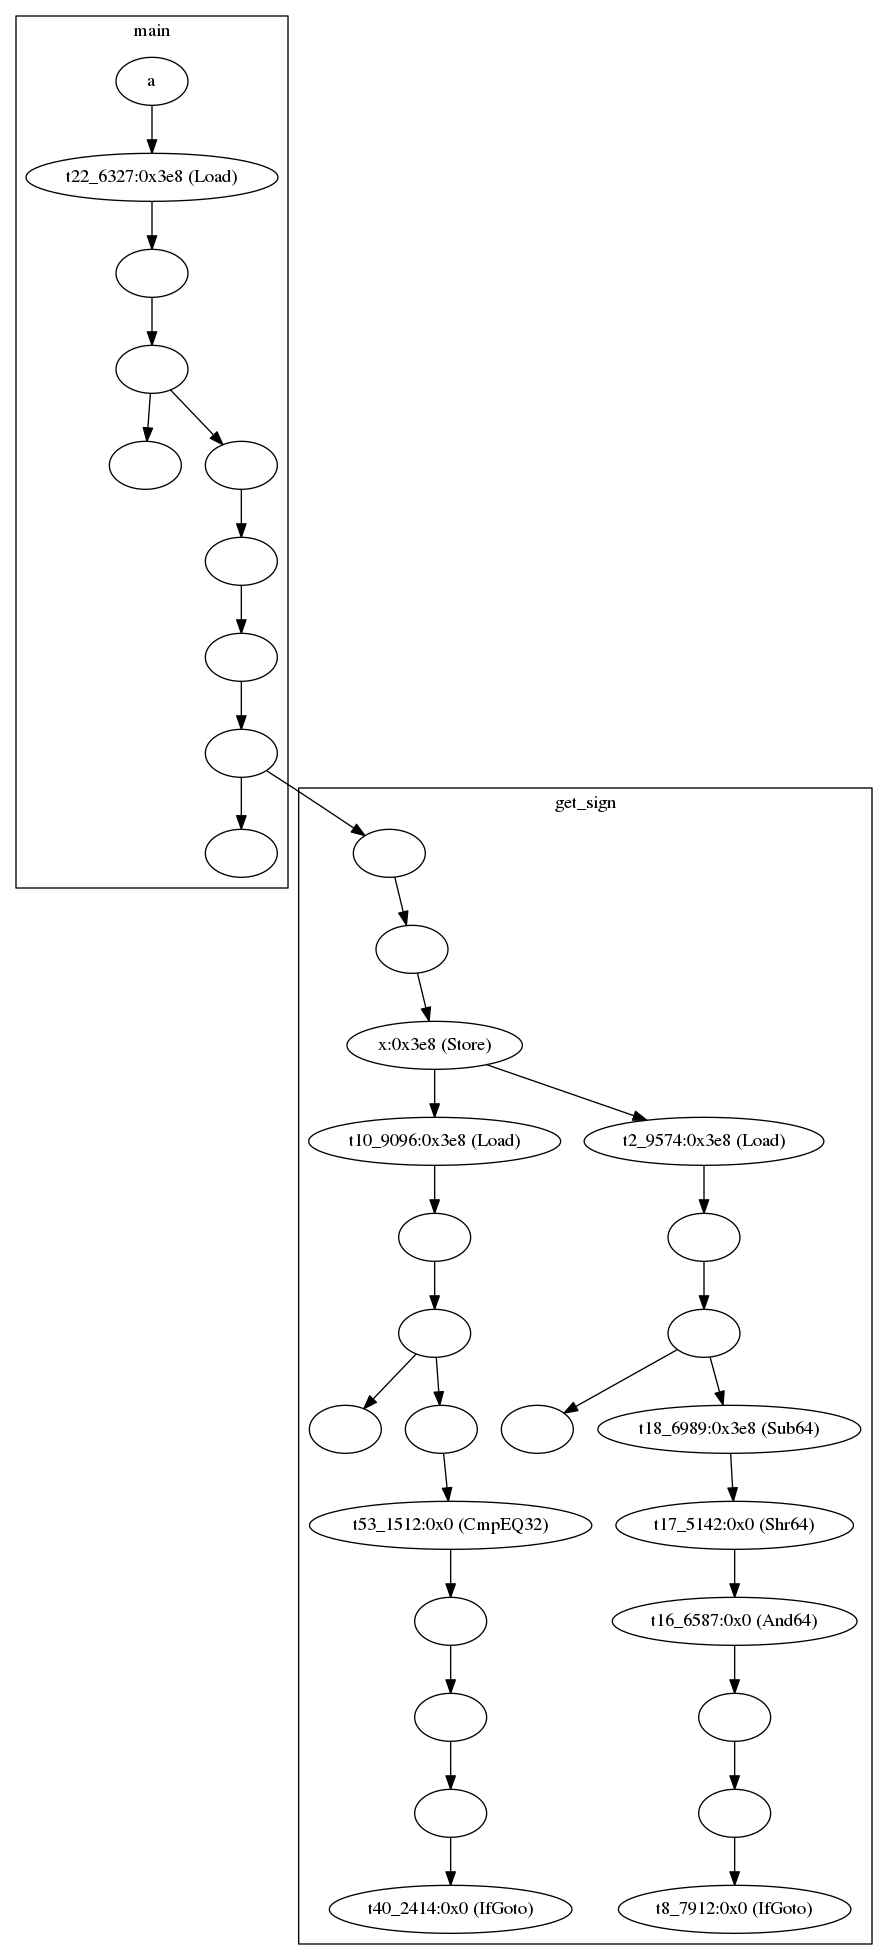 main
a
t22_6327:0x3e8 (Load)
get_sign
x:0x3e8 (Store)
t10_9096:0x3e8 (Load)
t2_9574:0x3e8 (Load)
t18_6989:0x3e8 (Sub64)
t53_1512:0x0 (CmpEQ32)
t17_5142:0x0 (Shr64)
t16_6587:0x0 (And64)
t40_2414:0x0 (IfGoto)
t8_7912:0x0 (IfGoto)